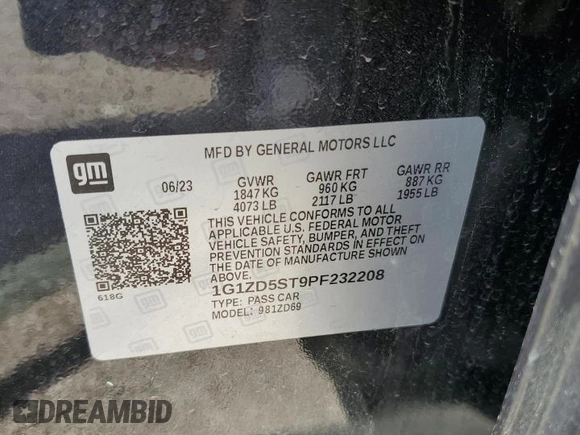 MFD BY GENERAL MOTORS LLC
gm
06/23
GVWR
1847 KG
4073 LB
GAWR FRT
960 KG
2117 LB
GAWR RR
887 KG
1955 LB
THIS VEHICLE CONFORMS TO ALL
APPLICABLE U.S. FEDERAL MOTOR
VEHICLE SAFETY, BUMPER, AND THEFT
PREVENTION STANDARDS IN EFFECT ON
THE DATE OF MANUFACTURE SHOWN
ABOVE.
618G
1G1ZD5ST9PF232208
TYPE: PASS CAR
MODEL: 981ZD69
DREAMBID